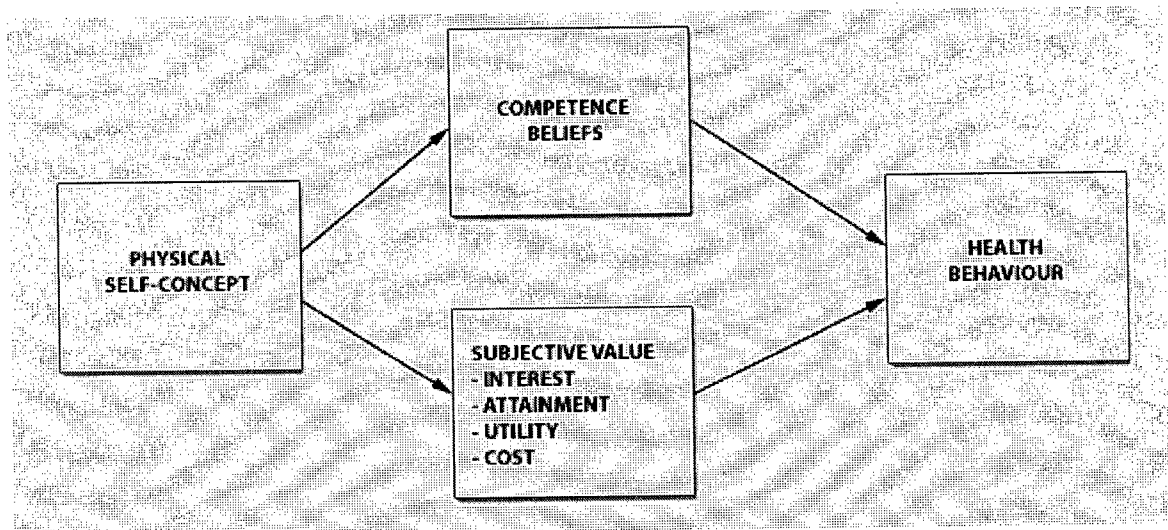 COMPETENCE
BELIEFS
PHYSICAL
SELF-CONCEPT
HEALTH
BEHAVIOUR
SUBJECTIVE VALUE
- INTEREST
- ATTAINMENT
- UTILITY
- COST